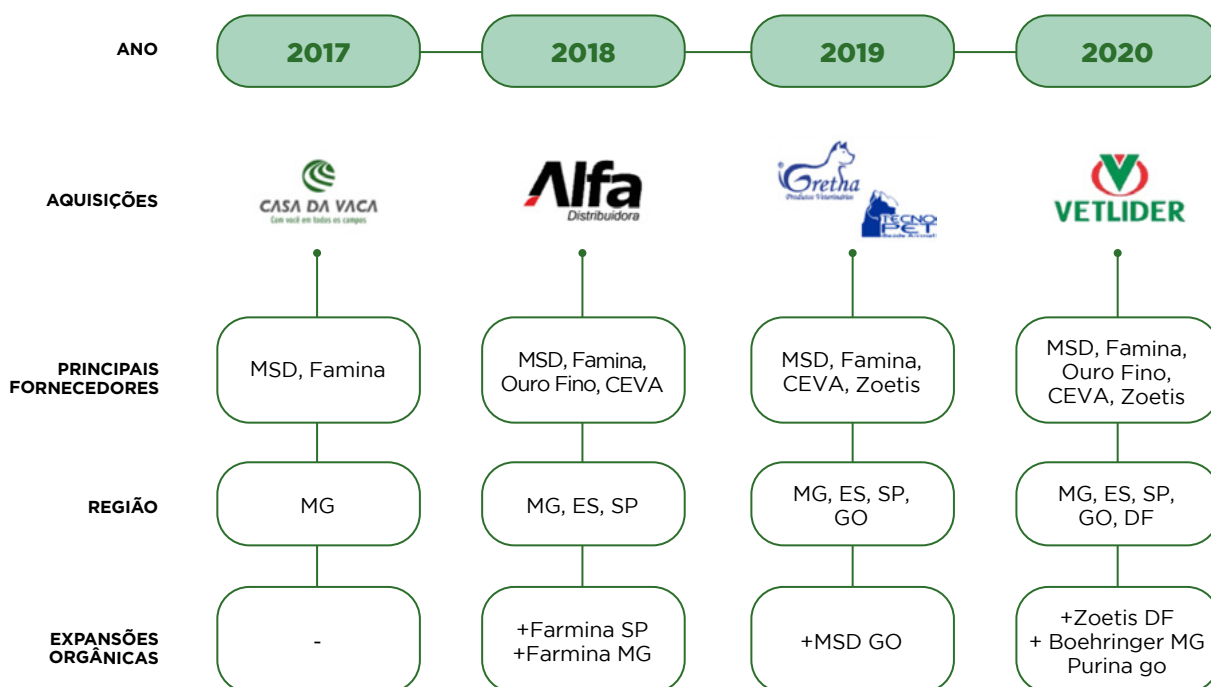 ANO
2017
2018
2019
2020
AQUISIÇÕES
CASA DA VACA
Com você em todos os campos
Alfa
Distribuidora
Gretha
Produtos Veterinários
TECNO
PET
VETLIDER
PRINCIPAIS
FORNECEDORES
MSD, Famina
MSD, Famina,
Ouro Fino, CEVA
MSD, Famina,
CEVA, Zoetis
MSD, Famina,
Ouro Fino,
CEVA, Zoetis
REGIÃO
MG
MG, ES, SP
MG, ES, SP,
GO
MG, ES, SP,
GO, DF
EXPANSÕES
ORGÂNICAS
-
+Farmina SP
+Farmina MG
+MSD GO
+Zoetis DF
+ Boehringer MG
Purina go